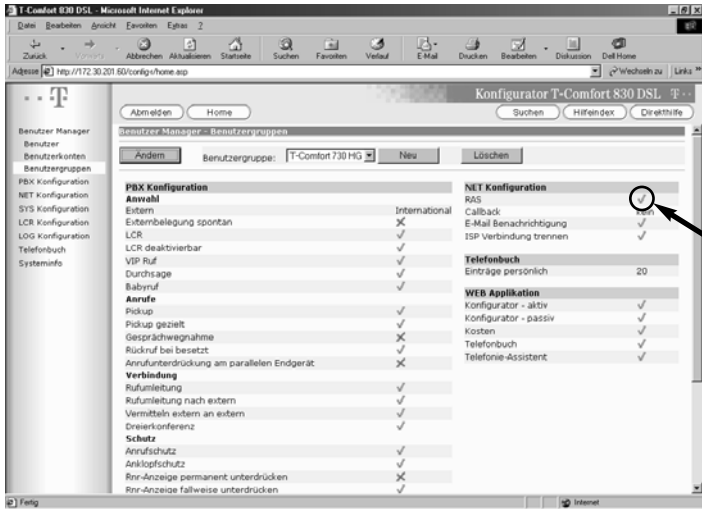 T-Comfort 830 DSL - Microsoft Internet Explorer
Datei Bearbeiten Ansicht Favoriten Extras ?
Zurück Vorwärts Abbrechen Aktualisieren Startseite Suchen Favoriten Verlauf E-Mail Drucken Bearbeiten Diskussion Dell Home
Adresse http://172.30.201.60/config</home.asp Wechseln zu Links »
T Konfigurator T-Comfort 830 DSL T
Abmelden Home Suchen Hilfeindex Direkthilfe
Benutzer Manager
Benutzer
Benutzerkonten
Benutzergruppen
PBX Konfiguration
NET Konfiguration
SYS Konfiguration
LCR Konfiguration
LOG Konfiguration
Telefonbuch
Systeminfo
Benutzer Manager - Benutzergruppen
Ändern Benutzergruppe: T-Comfort 730 HG Neu Löschen
PBX Konfiguration
Anwahl
Extern International
Externbelegung spontan
LCR
LCR deaktivierbar
VIP Ruf
Durchsage
Babyruf
Anrufe
Pickup
Pickup gezielt
Gesprächwegnahme
Rückruf bei besetzt
Anrufunterdrückung am parallelen Endgerät
Verbindung
Rufumleitung
Rufumleitung nach extern
Vermitteln extern an extern
Dreierkonferenz
Schutz
Anrufschutz
Anklopfschutz
Rnr-Anzeige permanent unterdrücken
Rnr-Anzeige fallweise unterdrücken
NET Konfiguration
RAS
Callback kein
E-Mail Benachrichtigung
ISP Verbindung trennen
Telefonbuch
Einträge persönlich 20
WEB Applikation
Konfigurator - aktiv
Konfigurator - passiv
Kosten
Telefonbuch
Telefonie-Assistent
Fertig Internet